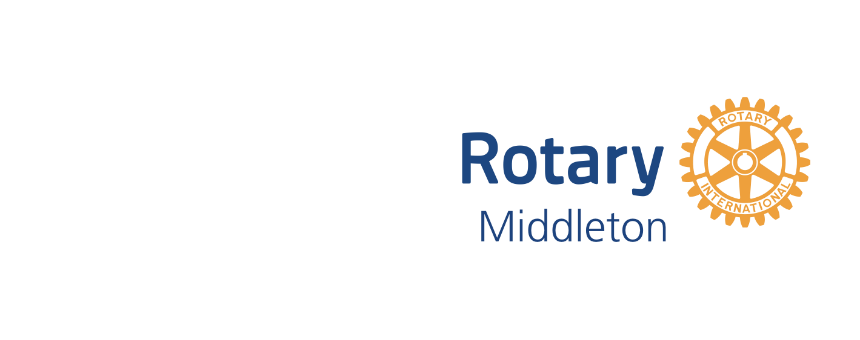 Rotary
Middleton
ROTARY
INTERNATIONAL